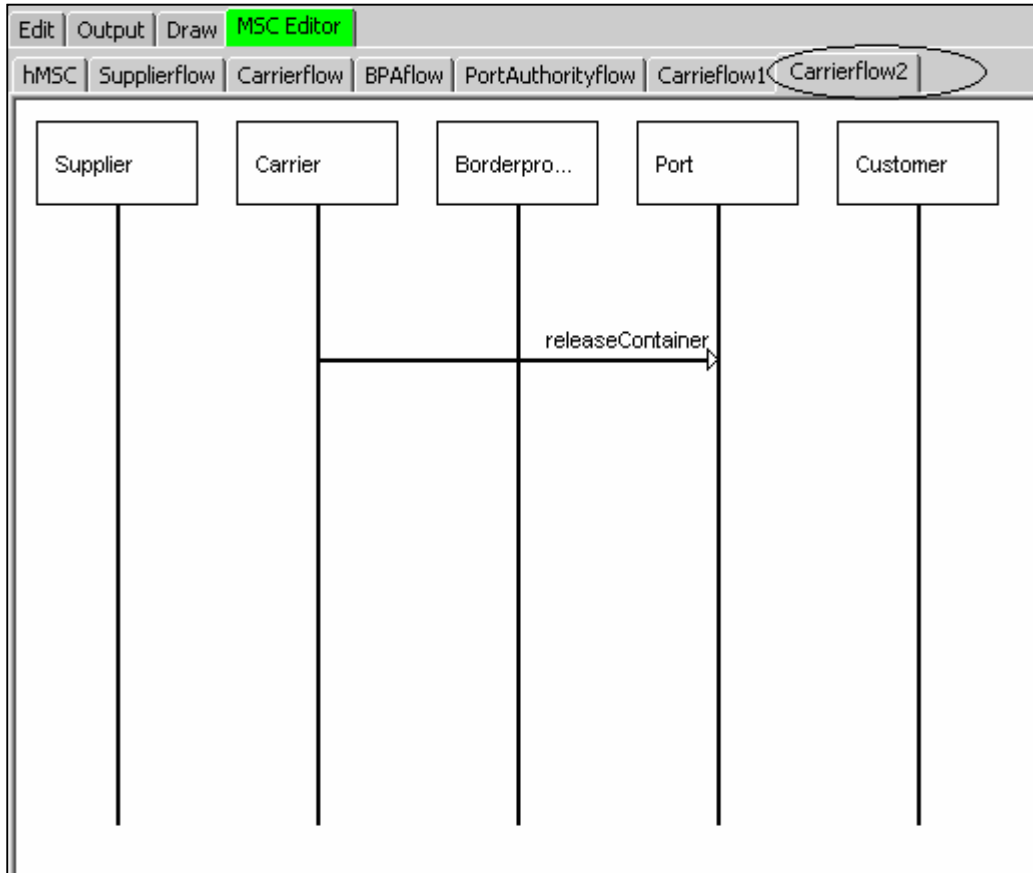 Edit Output Draw MSC Editor
hMSC Supplierflow Carrierflow BPAflow PortAuthorityflow Carrieflow1 Carrierflow2
Supplier Carrier Borderpro... Port Customer
releaseContainer